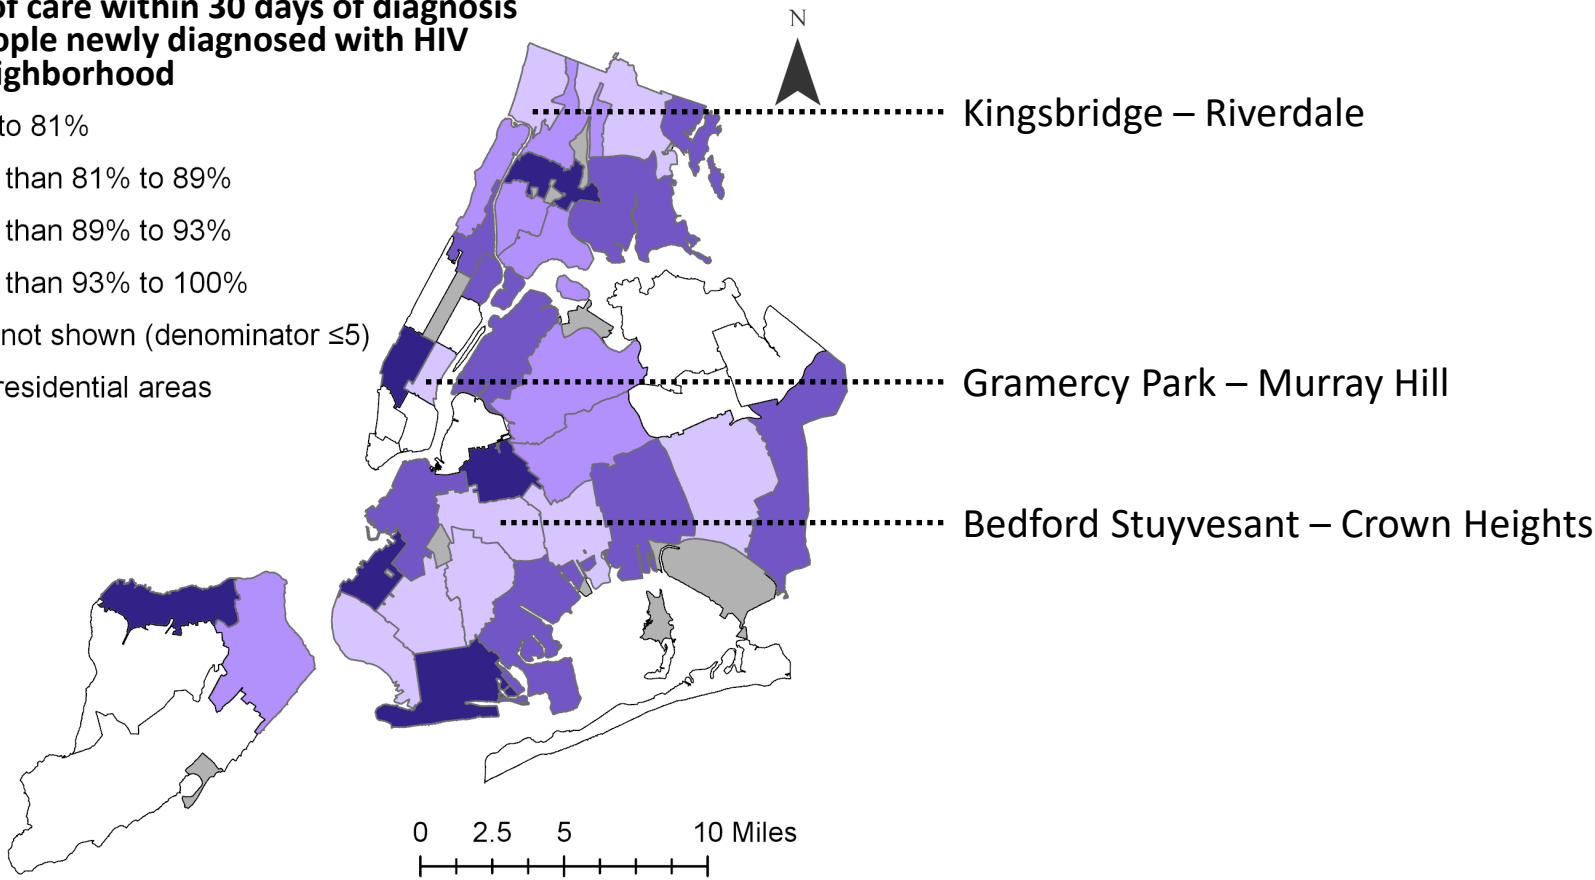 of care within 30 days of diagnosis
ople newly diagnosed with HIV
ighborhood
to 81%
than 81% to 89%
than 89% to 93%
than 93% to 100%
not shown (denominator ≤5)
residential areas
N
Kingsbridge – Riverdale
Gramercy Park – Murray Hill
Bedford Stuyvesant – Crown Heights
0 2.5 5 10 Miles